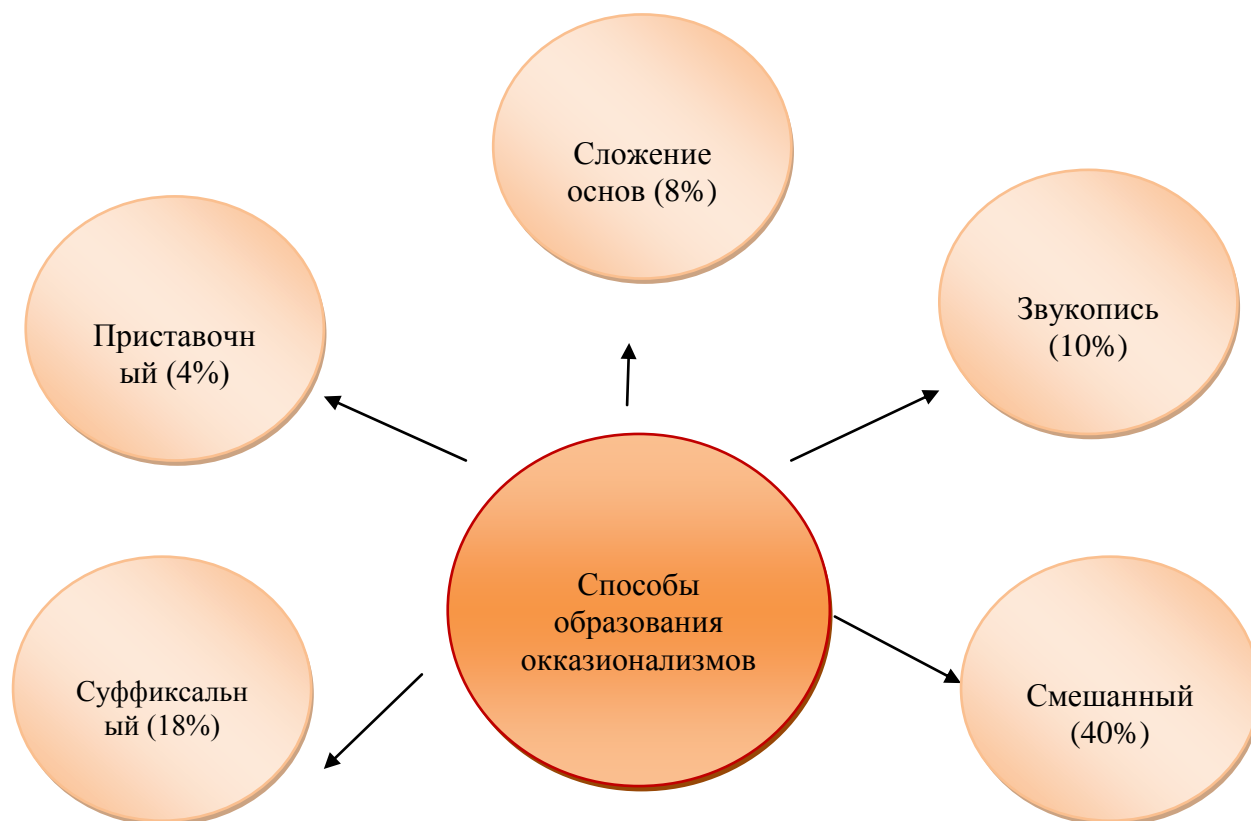 Сложение
основ (8%)
Звукопись
(10%)
Приставочн
ый (4%)
Способы
образования
окказионализмов
Суффиксальн
ый (18%)
Смешанный
(40%)